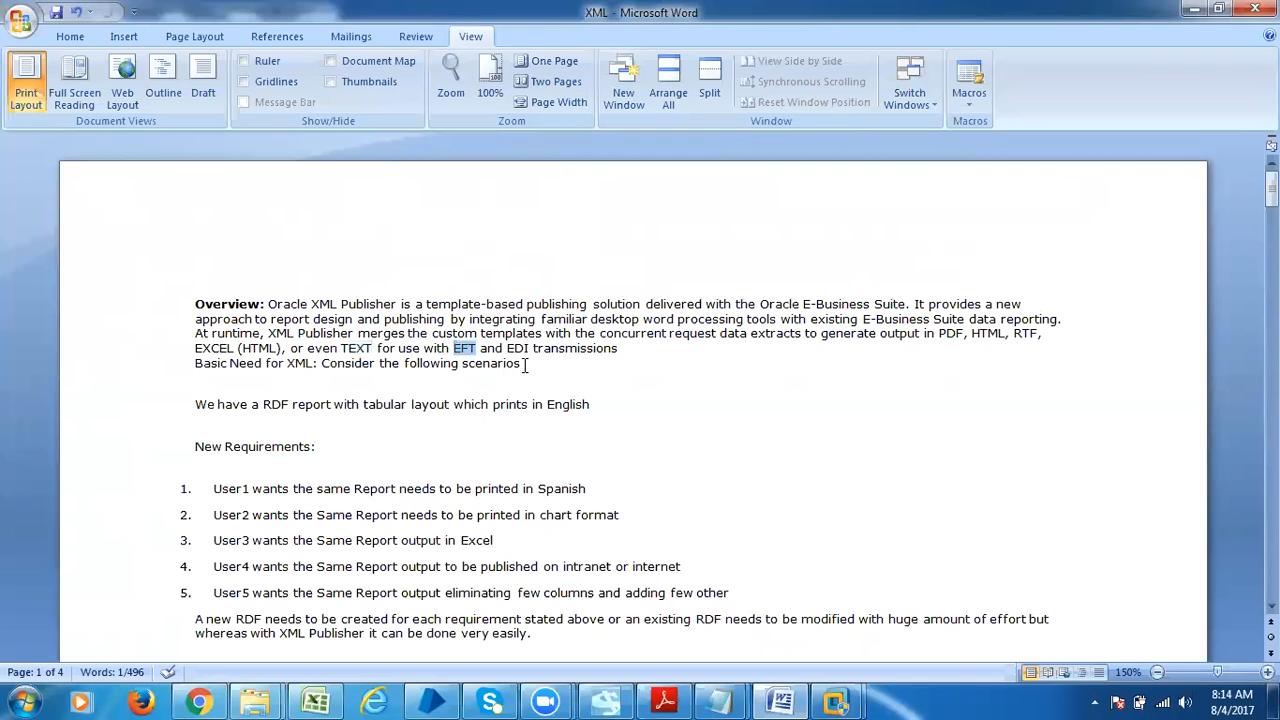 XML - Microsoft Word
Home Insert Page Layout References Mailings Review View
Print Layout
Full Screen Reading
Web Layout
Outline
Draft
Document Views
Ruler
Gridlines
Message Bar
Document Map
Thumbnails
Show/Hide
Zoom
100%
One Page
Two Pages
Page Width
Zoom
New Window
Arrange All
Split
View Side by Side
Synchronous Scrolling
Reset Window Position
Switch Windows
Window
Macros
Macros
Overview: Oracle XML Publisher is a template-based publishing solution delivered with the Oracle E-Business Suite. It provides a new
approach to report design and publishing by integrating familiar desktop word processing tools with existing E-Business Suite data reporting.
At runtime, XML Publisher merges the custom templates with the concurrent request data extracts to generate output in PDF, HTML, RTF,
EXCEL (HTML), or even TEXT for use with EFT and EDI transmissions
Basic Need for XML: Consider the following scenarios
We have a RDF report with tabular layout which prints in English
New Requirements:
1. User1 wants the same Report needs to be printed in Spanish
2. User2 wants the Same Report needs to be printed in chart format
3. User3 wants the Same Report output in Excel
4. User4 wants the Same Report output to be published on intranet or internet
5. User5 wants the Same Report output eliminating few columns and adding few other
A new RDF needs to be created for each requirement stated above or an existing RDF needs to be modified with huge amount of effort but
whereas with XML Publisher it can be done very easily.
Page: 1 of 4 Words: 1/496 150%
8:14 AM
8/4/2017